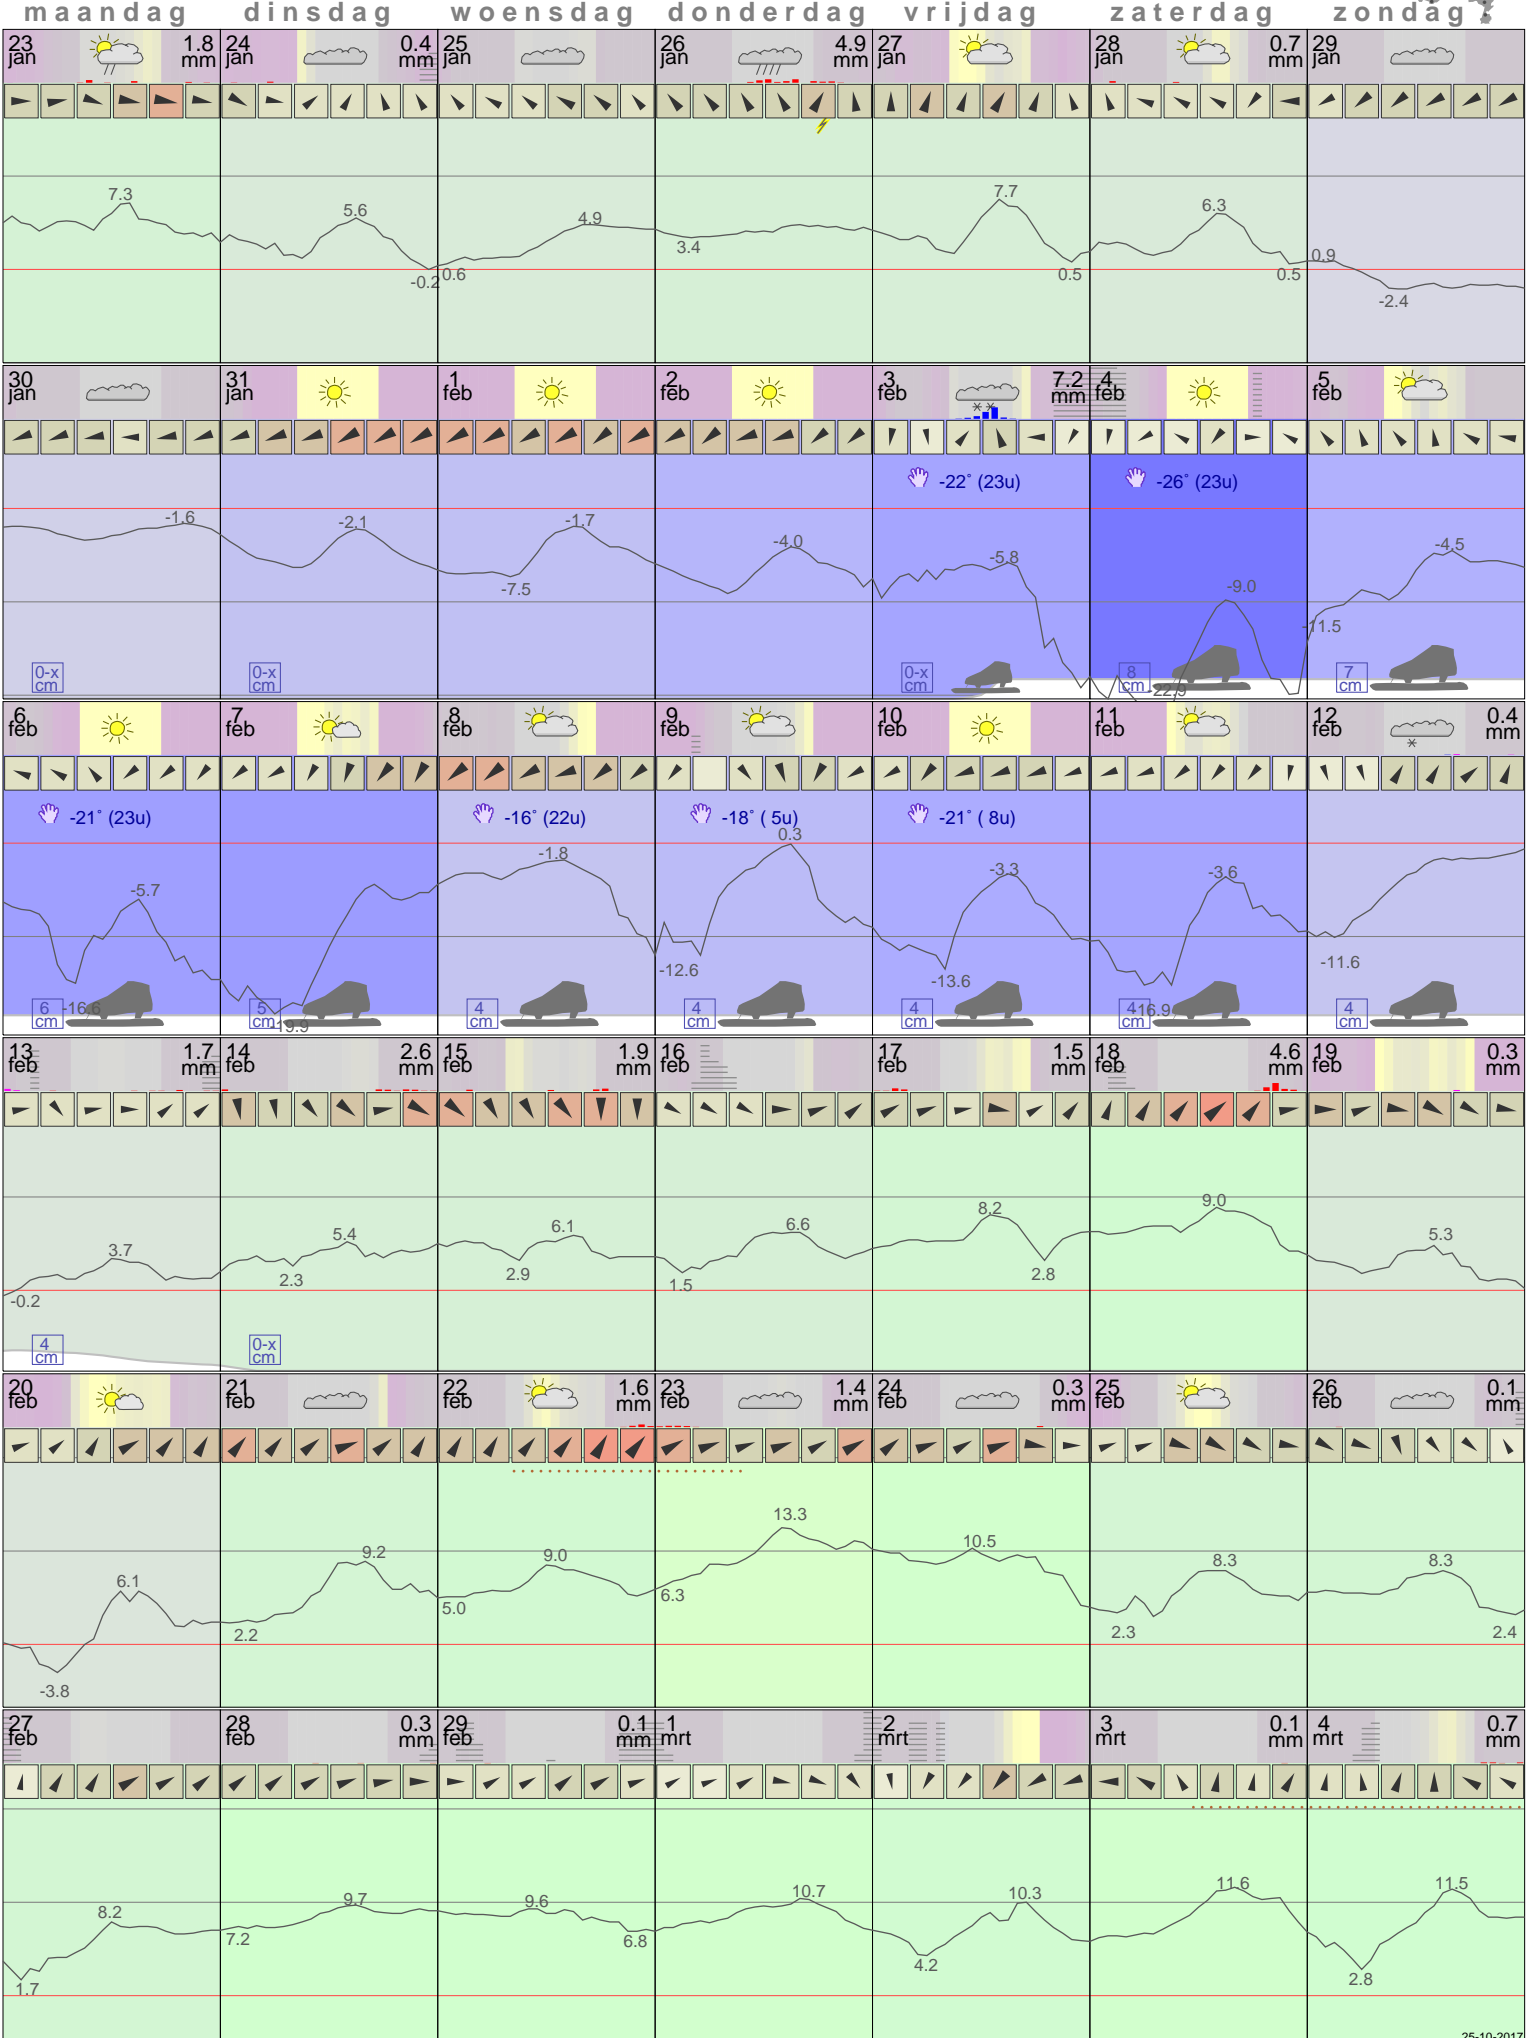 maandag dinsdag woensdag donderdag vrijdag zaterdag zondag
23 jan 1.8 mm 24 jan 0.4 mm 25 jan 26 jan 4.9 mm 27 jan 28 jan 0.7 mm 29 jan
7.3 5.6 -0.2 0.6 4.9 3.4 7.7 0.5 6.3 0.5 0.9 -2.4
30 jan 31 jan 1 feb 2 feb 3 feb 7.2 mm 4 feb 5 feb
-22° (23u) -26° (23u)
-1.6 -2.1 -7.5 -1.7 -4.0 -5.8 -22.9 -9.0 -11.5 -4.5
0-x cm 0-x cm 0-x cm 8 cm 7 cm
6 feb 7 feb 8 feb 9 feb 10 feb 11 feb 12 feb 0.4 mm
-21° (23u) -16° (22u) -18° ( 5u) -21° ( 8u)
-16.6 -5.7 -19.9 -1.8 -12.6 0.3 -13.6 -3.3 -16.9 -3.6 -11.6
6 cm 5 cm 4 cm 4 cm 4 cm 4 cm 4 cm
13 feb 1.7 mm 14 feb 2.6 mm 15 feb 1.9 mm 16 feb 17 feb 1.5 mm 18 feb 4.6 mm 19 feb 0.3 mm
-0.2 3.7 2.3 5.4 2.9 6.1 1.5 6.6 8.2 2.8 9.0 5.3
4 cm 0-x cm
20 feb 21 feb 22 feb 1.6 mm 23 feb 1.4 mm 24 feb 0.3 mm 25 feb 26 feb 0.1 mm
-3.8 6.1 2.2 9.2 5.0 9.0 6.3 13.3 10.5 2.3 8.3 8.3 2.4
27 feb 28 feb 0.3 mm 29 feb 0.1 mm 1 mrt 2 mrt 3 mrt 0.1 mm 4 mrt 0.7 mm
1.7 8.2 7.2 9.7 9.6 6.8 10.7 4.2 10.3 11.6 2.8 11.5
25-10-2017